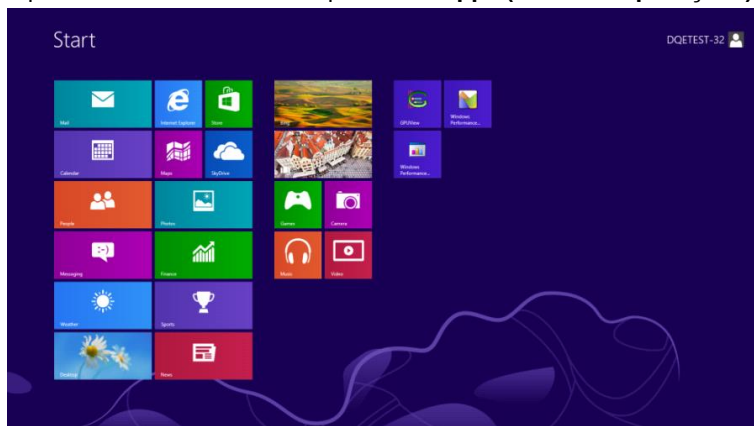 Start
DQETEST-32
Mail
Internet Explorer
Store
Calendar
Maps
SkyDrive
People
Photos
Messaging
:-)
Finance
Weather
Sports
Desktop
News
Bing
Games
Camera
Music
Video
GPUView
Windows
Performance...
Windows
Performance...